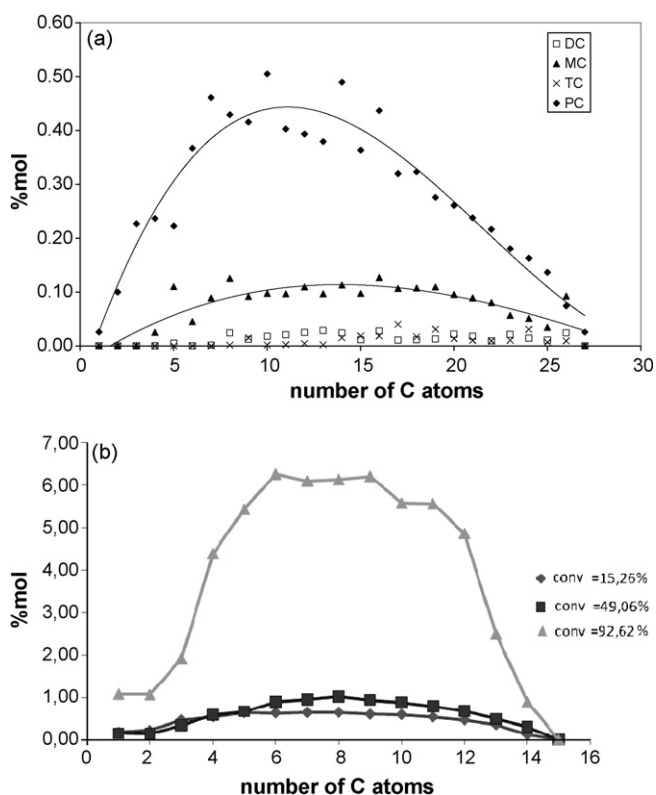 (a)
0.60
0.50
0.40
0.30
0.20
0.10
0.00
%mol
0 5 10 15 20 25 30
number of C atoms
DC
MC
TC
PC
(b)
7,00
6,00
5,00
4,00
3,00
2,00
1,00
0,00
%mol
0 2 4 6 8 10 12 14 16
number of C atoms
conv =15,26%
conv =49,06%
conv =92,62%